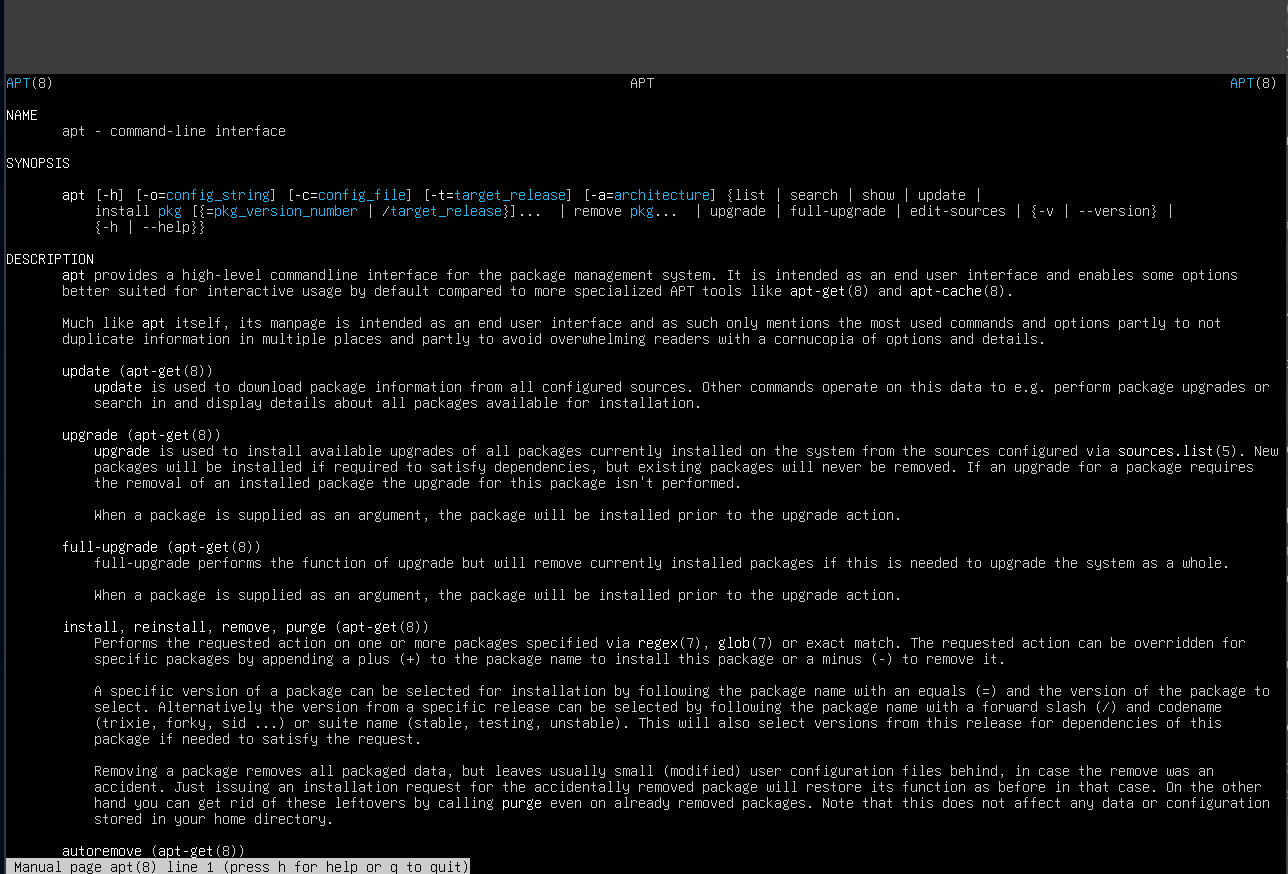 APT(8) APT APT(8)
NAME
apt - command-line interface
SYNOPSIS
apt [-h] [-o=config_string] [-c=config_file] [-t=target_release] [-a=architecture] {list | search | show | update |
install pkg [{=pkg_version_number | /target_release}]... | remove pkg... | upgrade | full-upgrade | edit-sources | {-v | --version} |
{-h | --help}}
DESCRIPTION
apt provides a high-level commandline interface for the package management system. It is intended as an end user interface and enables some options
better suited for interactive usage by default compared to more specialized APT tools like apt-get(8) and apt-cache(8).
Much like apt itself, its manpage is intended as an end user interface and as such only mentions the most used commands and options partly to not
duplicate information in multiple places and partly to avoid overwhelming readers with a cornucopia of options and details.
update (apt-get(8))
update is used to download package information from all configured sources. Other commands operate on this data to e.g. perform package upgrades or
search in and display details about all packages available for installation.
upgrade (apt-get(8))
upgrade is used to install available upgrades of all packages currently installed on the system from the sources configured via sources.list(5). New
packages will be installed if required to satisfy dependencies, but existing packages will never be removed. If an upgrade for a package requires
the removal of an installed package the upgrade for this package isn't performed.
When a package is supplied as an argument, the package will be installed prior to the upgrade action.
full-upgrade (apt-get(8))
full-upgrade performs the function of upgrade but will remove currently installed packages if this is needed to upgrade the system as a whole.
When a package is supplied as an argument, the package will be installed prior to the upgrade action.
install, reinstall, remove, purge (apt-get(8))
Performs the requested action on one or more packages specified via regex(7), glob(7) or exact match. The requested action can be overridden for
specific packages by appending a plus (+) to the package name to install this package or a minus (-) to remove it.
A specific version of a package can be selected for installation by following the package name with an equals (=) and the version of the package to
select. Alternatively the version from a specific release can be selected by following the package name with a forward slash (/) and codename
(trixie, forky, sid ...) or suite name (stable, testing, unstable). This will also select versions from this release for dependencies of this
package if needed to satisfy the request.
Removing a package removes all packaged data, but leaves usually small (modified) user configuration files behind, in case the remove was an
accident. Just issuing an installation request for the accidentally removed package will restore its function as before in that case. On the other
hand you can get rid of these leftovers by calling purge even on already removed packages. Note that this does not affect any data or configuration
stored in your home directory.
autoremove (apt-get(8))
Manual page apt(8) line 1 (press h for help or q to quit)